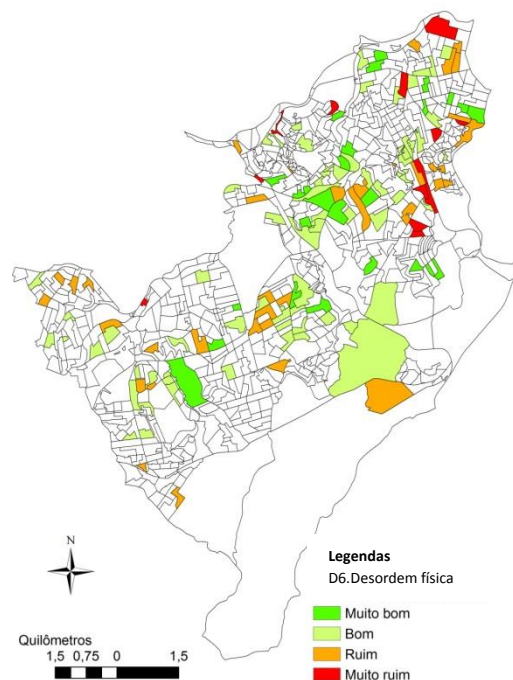 N
Quilômetros
1,5 0,75 0 1,5
Legendas
D6.Desordem física
Muito bom
Bom
Ruim
Muito ruim